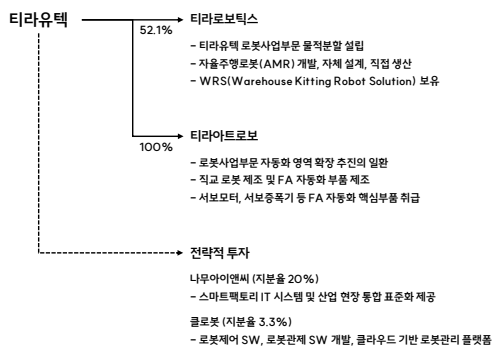 티라유텍
티라로보틱스
52.1%
- 티라유텍 로봇사업부문 물적분할 설립
- 자율주행로봇(AMR) 개발, 자체 설계, 직접 생산
- WRS(Warehouse Kitting Robot Solution) 보유
티라아트로보
100%
- 로봇사업부문 자동화 영역 확장 추진의 일환
- 직교 로봇 제조 및 FA 자동화 부품 제조
- 서보모터, 서보증폭기 등 FA 자동화 핵심부품 취급
전략적 투자
나무아이앤씨 (지분율 20%)
- 스마트팩토리 IT 시스템 및 산업 현장 통합 표준화 제공
클로봇 (지분율 3.3%)
- 로봇제어 SW, 로봇관제 SW 개발, 클라우드 기반 로봇관리 플랫폼